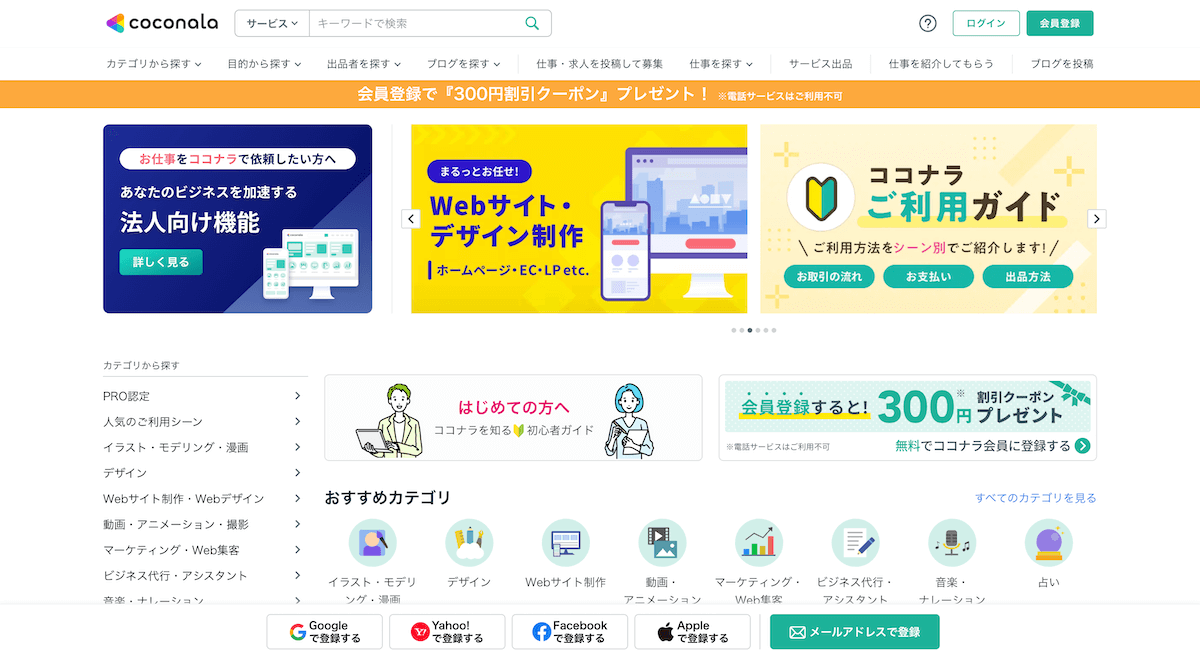 coconala
サービス
キーワードで検索
?
ログイン
会員登録
カテゴリから探す
目的から探す
出品者を探す
ブログを探す
仕事・求人を投稿して募集
仕事を探す
サービス出品
仕事を紹介してもらう
ブログを投稿
会員登録で『300円割引クーポン』プレゼント！ ※電話サービスはご利用不可
お仕事をココナラで依頼したい方へ
あなたのビジネスを加速する
法人向け機能
詳しく見る
まるっとお任せ!
Webサイト・
デザイン制作
ホームページ・EC・LP etc.
ココナラ
ご利用ガイド
\ ご利用方法をシーン別でご紹介します! /
お取引の流れ
お支払い
出品方法
カテゴリから探す
PRO認定
人気のご利用シーン
イラスト・モデリング・漫画
デザイン
Webサイト制作・Webデザイン
動画・アニメーション・撮影
マーケティング・Web集客
ビジネス代行・アシスタント
音楽・ナレーション
はじめての方へ
ココナラを知る 初心者ガイド
会員登録すると! 300円※ 割引クーポン
プレゼント
※電話サービスはご利用不可
無料でココナラ会員に登録する
おすすめカテゴリ
すべてのカテゴリを見る
イラスト・モデリ
ング・漫画
デザイン
Webサイト制作
動画・
アニメーション
マーケティング・
Web集客
ビジネス代行・
アシスタント
音楽・
ナレーション
占い
Google
で登録する
Yahoo!
で登録する
Facebook
で登録する
Apple
で登録する
メールアドレスで登録